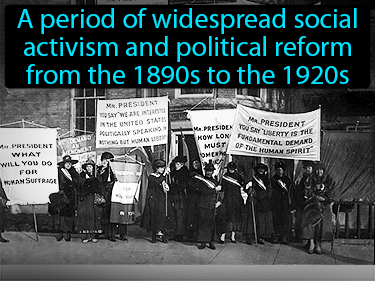 A period of widespread social
activism and political reform
from the 1890s to the 1920s
MR. PRESIDENT
WHAT
WILL YOU DO
FOR
WOMAN SUFFRAGE
MR. PRESIDENT
YOU SAY "WE ARE INTERESTED
IN THE UNITED STATES
POLITICALLY SPEAKING, IN
NOTHING BUT HUMAN LIBERTY"
MR. PRESIDENT
HOW LONG
MUST
WOMEN
MR. PRESIDENT
YOU SAY "LIBERTY IS THE
FUNDAMENTAL DEMAND
OF THE HUMAN SPIRIT"